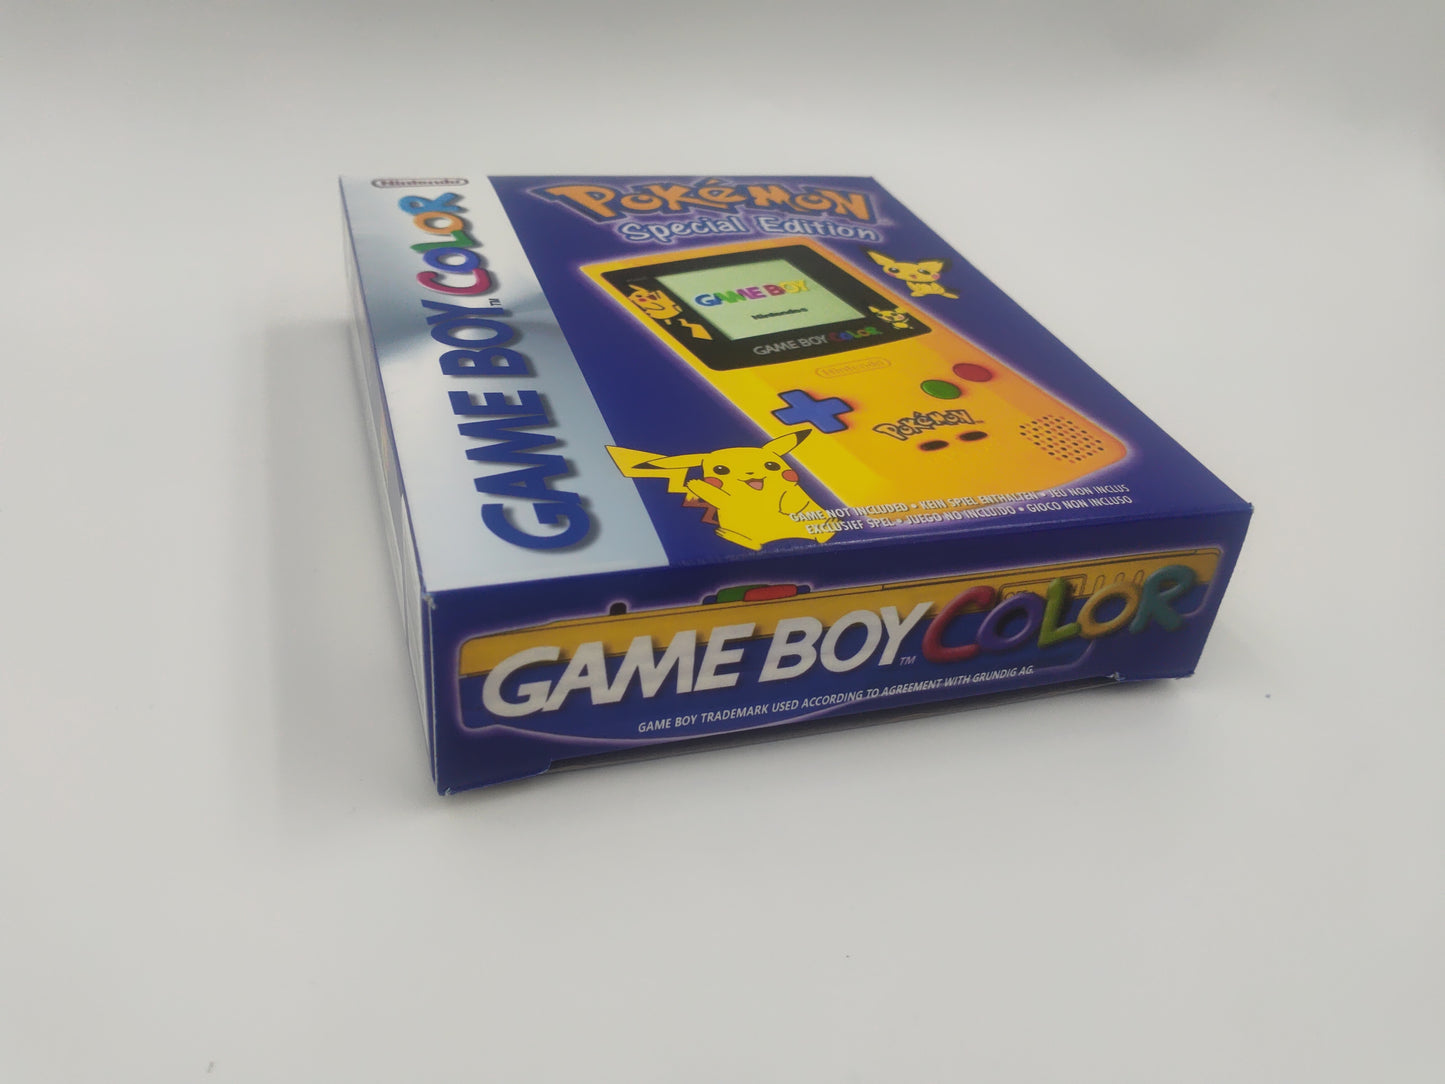 Nintendo
GAME BOY COLOR™
POKÉMON
Special Edition
GAME BOY
Nintendo
GAME BOY COLOR
Nintendo
POKÉMON
GAME NOT INCLUDED • KEIN SPIEL ENTHALTEN • JEU NON INCLUS
EXCLUSIEF SPEL • JUEGO NO INCLUIDO • GIOCO NON INCLUSO
GAME BOY™ COLOR
GAME BOY TRADEMARK USED ACCORDING TO AGREEMENT WITH GRUNDIG AG.